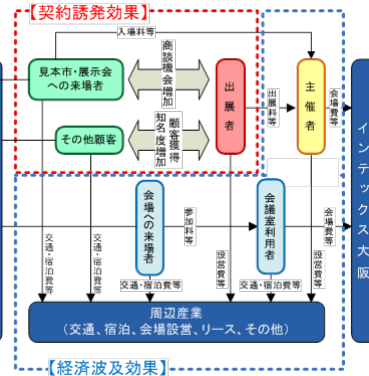 【契約誘発効果】
入場料等
見本市・展示会
への来場者
商談機会
増加
出展者
主催者
出展料等
会場費等
その他顧客
顧客獲得
知名度増加
インテックス大阪
会場への来場者
参加料等
会議室利用者
会場費等
交通・宿泊費等
交通・宿泊費等
設営費等
設営費等
交通・宿泊費等
交通・宿泊費等
周辺産業
(交通、宿泊、会場設営、リース、その他)
【経済波及効果】